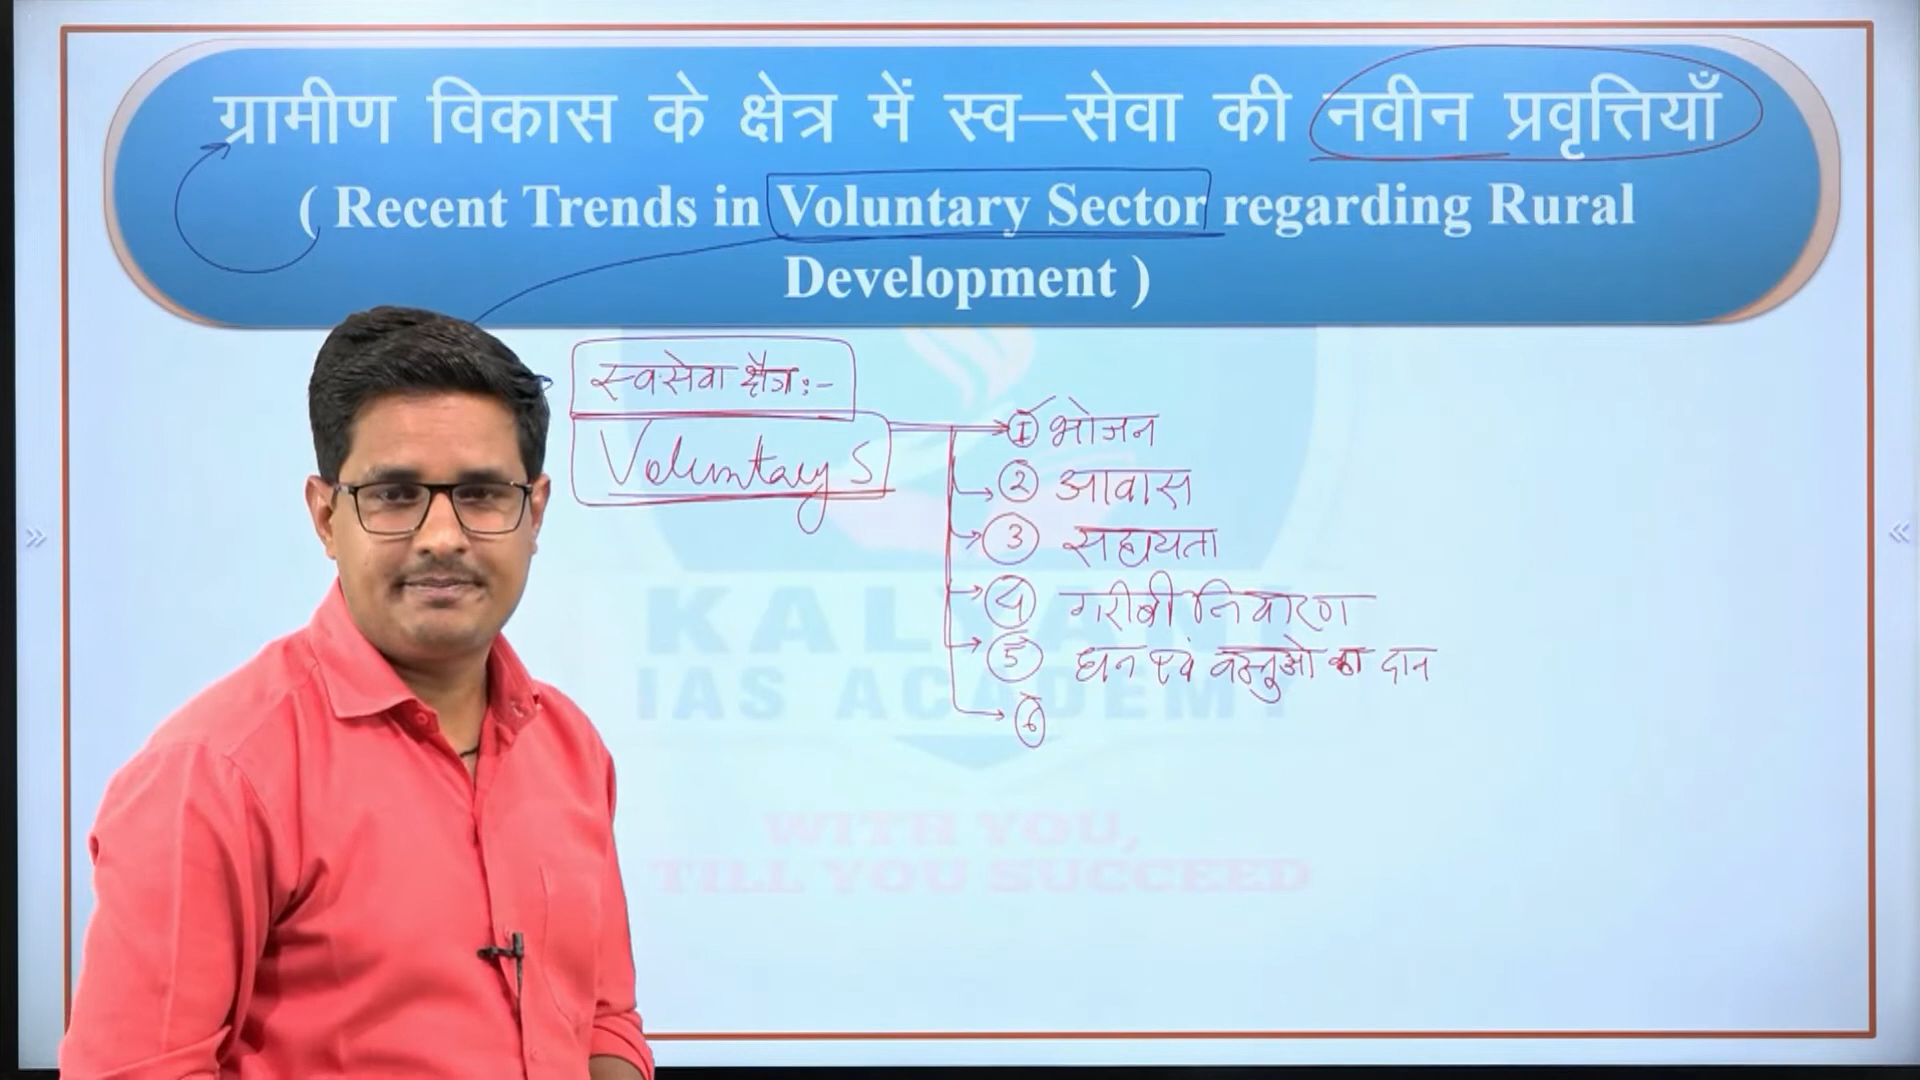 ग्रामीण विकास के क्षेत्र में स्व–सेवा की नवीन प्रवृत्तियाँ
( Recent Trends in Voluntary Sector regarding Rural
Development )
स्व.सेवा क्षैत्र :-
Voluntary S
① भोजन
② आवास
③ सहायता
④ गरीबी निवारण
⑤ धन एवं वस्तुओ का दान
⑥
KALYANI
IAS ACADEMY
WITH YOU,
TILL YOU SUCCEED